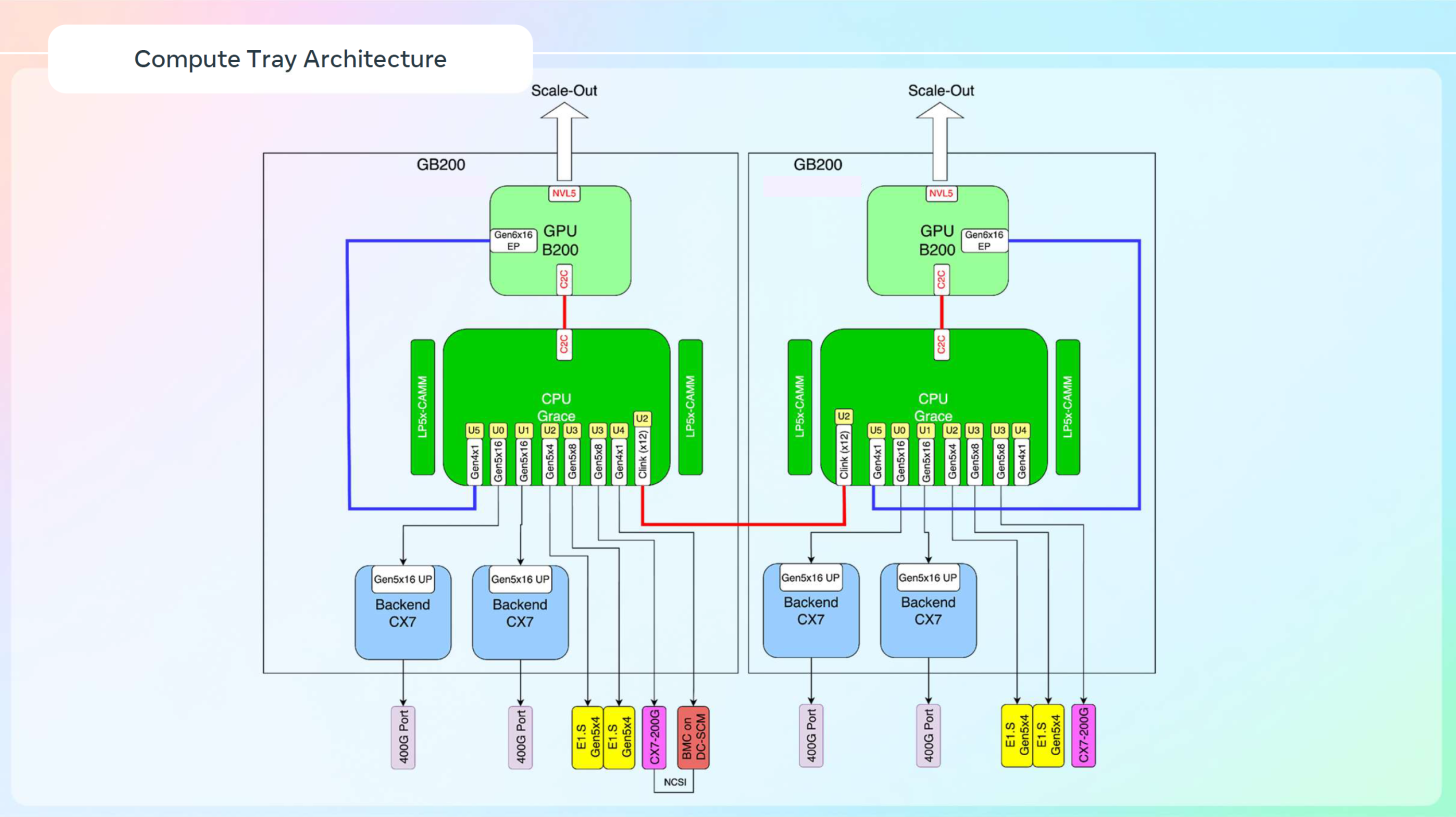 Compute Tray Architecture
Scale-Out
Scale-Out
GB200
GB200
NVL5
NVL5
Gen6x16
EP
GPU
B200
GPU
B200
Gen6x16
EP
C2C
C2C
C2C
C2C
LP5x-CAMM
CPU
Grace
LP5x-CAMM
LP5x-CAMM
CPU
Grace
LP5x-CAMM
U5
U0
U1
U2
U3
U3
U4
U2
Gen4x1
Gen5x16
Gen5x16
Gen5x4
Gen5x8
Gen5x8
Gen4x1
Clink (x12)
U2
U5
U0
U1
U2
U3
U3
U4
Clink (x12)
Gen4x1
Gen5x16
Gen5x16
Gen5x4
Gen5x8
Gen5x8
Gen4x1
Gen5x16 UP
Backend
CX7
Gen5x16 UP
Backend
CX7
Gen5x16 UP
Backend
CX7
Gen5x16 UP
Backend
CX7
400G Port
400G Port
E1.S
Gen5x4
E1.S
Gen5x4
CX7-200G
BMC on
DC-SCM
NCSI
400G Port
400G Port
E1.S
Gen5x4
E1.S
Gen5x4
CX7-200G